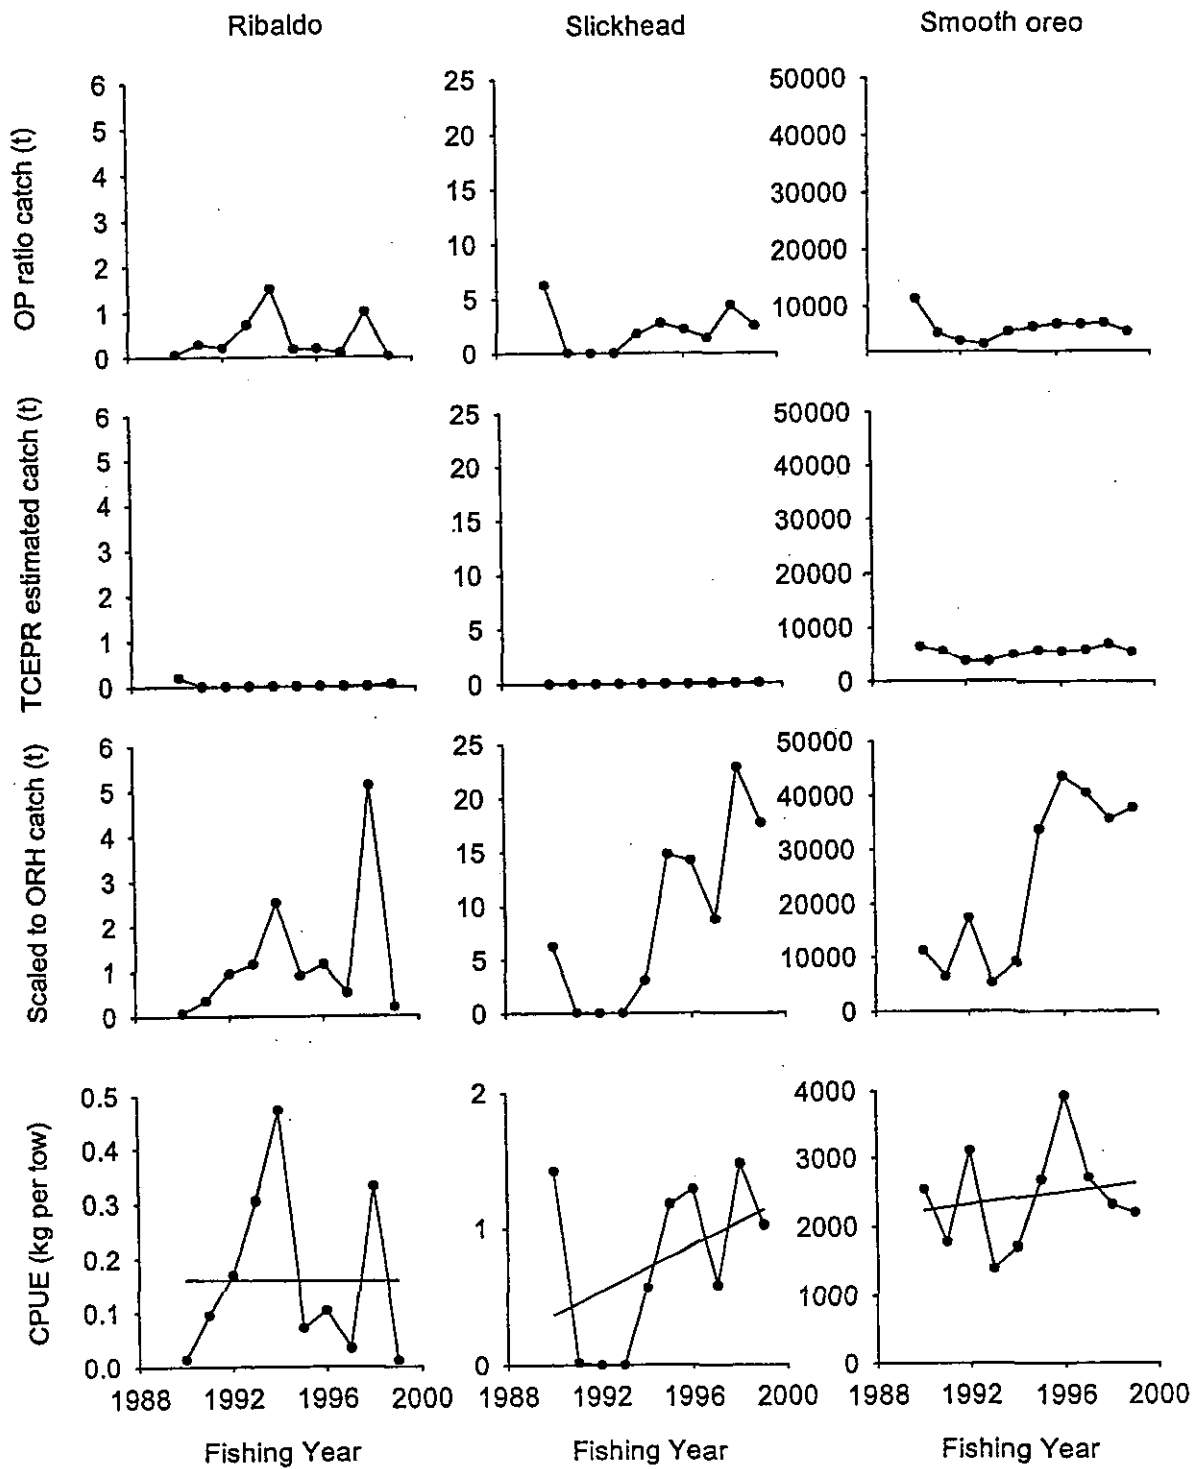 Ribaldo Slickhead Smooth oreo
OP ratio catch (t)
6 5 4 3 2 1 0
25 20 15 10 5 0
50000 40000 30000 20000 10000
TCEPR estimated catch (t)
6 5 4 3 2 1 0
25 20 15 10 5 0
50000 40000 30000 20000 10000 0
Scaled to ORH catch (t)
6 5 4 3 2 1 0
25 20 15 10 5 0
50000 40000 30000 20000 10000 0
CPUE (kg per tow)
0.5 0.4 0.3 0.2 0.1 0.0
2 1 0
4000 3000 2000 1000 0
1988 1992 1996 2000 1988 1992 1996 2000 1988 1992 1996 2000
Fishing Year Fishing Year Fishing Year